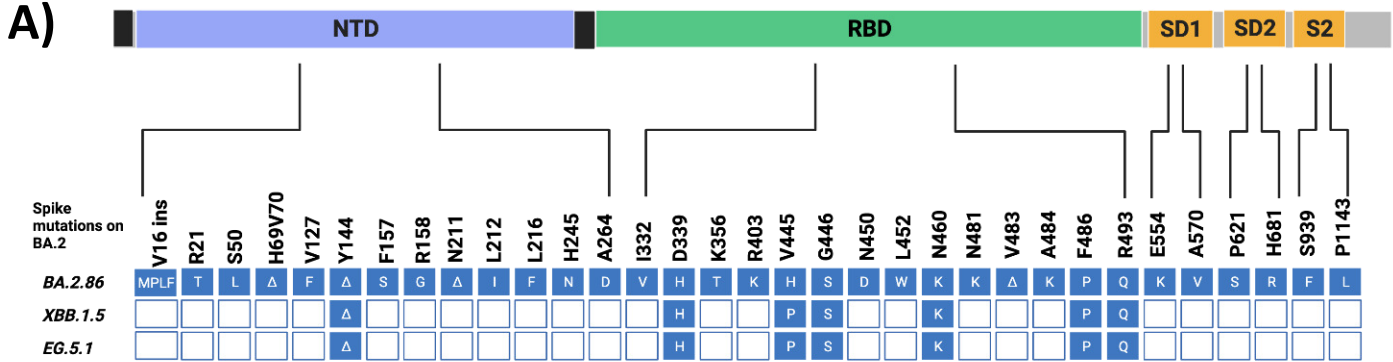 A)
NTD RBD SD1 SD2 S2
Spike
mutations on
BA.2
V16 ins R21 S50 H69V70 V127 Y144 F157 R158 N211 L212 L216 H245 A264 I332 D339 K356 R403 V445 G446 N450 L452 N460 N481 V483 A484 F486 R493 E554 A570 P621 H681 S939 P1143
BA.2.86 MPLF T L Δ F Δ S G Δ I F N D V H T K H S D W K K Δ K P Q K V S R F L
XBB.1.5 Δ H P S K P Q
EG.5.1 Δ H P S K P Q